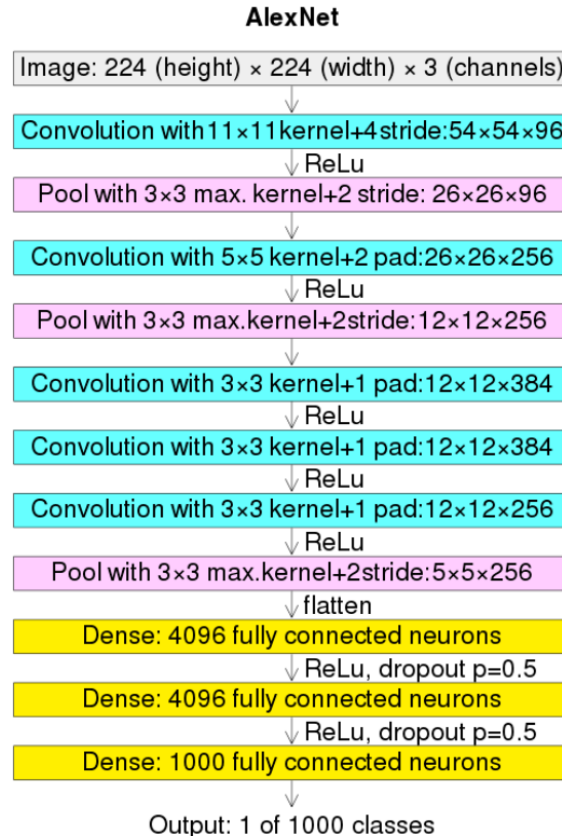 AlexNet
Image: 224 (height) × 224 (width) × 3 (channels)
Convolution with 11×11 kernel+4 stride:54×54×96
ReLu
Pool with 3×3 max. kernel+2 stride: 26×26×96
Convolution with 5×5 kernel+2 pad:26×26×256
ReLu
Pool with 3×3 max.kernel+2stride:12×12×256
Convolution with 3×3 kernel+1 pad:12×12×384
ReLu
Convolution with 3×3 kernel+1 pad:12×12×384
ReLu
Convolution with 3×3 kernel+1 pad:12×12×256
ReLu
Pool with 3×3 max.kernel+2stride:5×5×256
flatten
Dense: 4096 fully connected neurons
ReLu, dropout p=0.5
Dense: 4096 fully connected neurons
ReLu, dropout p=0.5
Dense: 1000 fully connected neurons
Output: 1 of 1000 classes